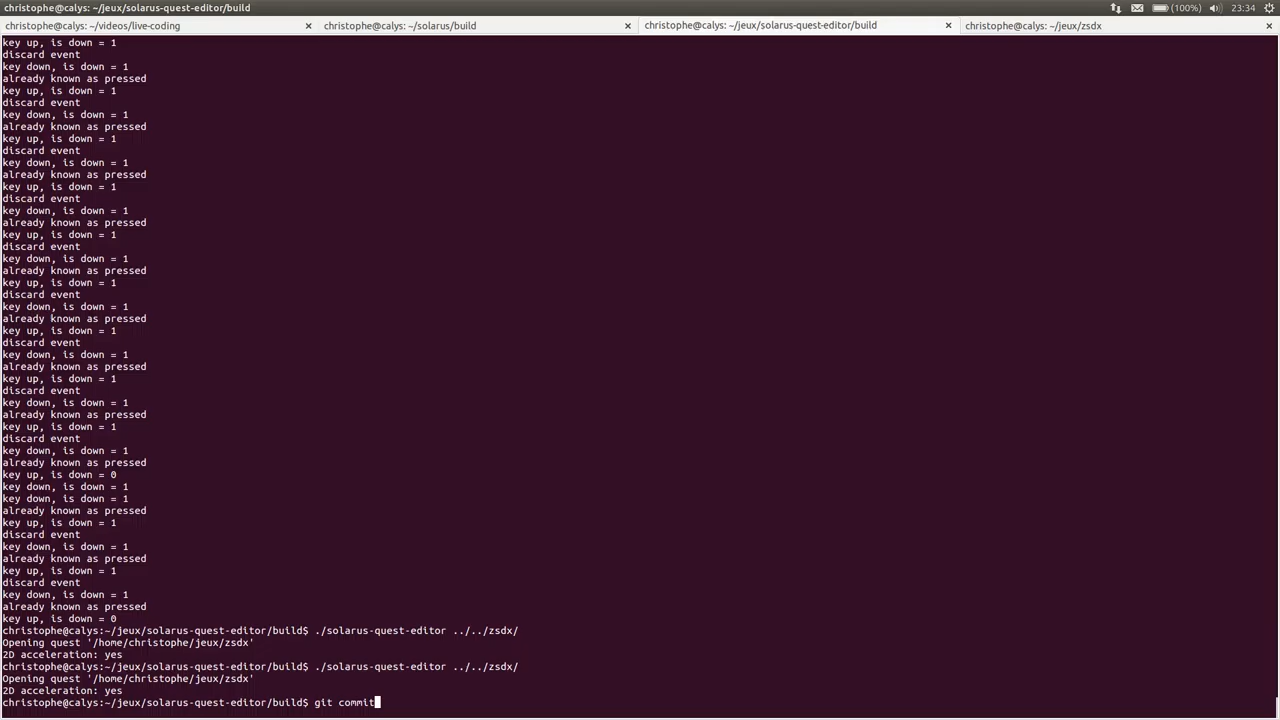 christophe@calys: ~/jeux/solarus-quest-editor/build (100%) 23:34
christophe@calys: ~/videos/live-coding × christophe@calys: ~/solarus/build × christophe@calys: ~/jeux/solarus-quest-editor/build × christophe@calys: ~/jeux/zsdx ×
key up, is down = 1
discard event
key down, is down = 1
already known as pressed
key up, is down = 1
discard event
key down, is down = 1
already known as pressed
key up, is down = 1
discard event
key down, is down = 1
already known as pressed
key up, is down = 1
discard event
key down, is down = 1
already known as pressed
key up, is down = 1
discard event
key down, is down = 1
already known as pressed
key up, is down = 1
discard event
key down, is down = 1
already known as pressed
key up, is down = 1
discard event
key down, is down = 1
already known as pressed
key up, is down = 1
discard event
key down, is down = 1
already known as pressed
key up, is down = 1
discard event
key down, is down = 1
already known as pressed
key up, is down = 0
key down, is down = 1
key down, is down = 1
already known as pressed
key up, is down = 1
discard event
key down, is down = 1
already known as pressed
key up, is down = 1
discard event
key down, is down = 1
already known as pressed
key up, is down = 0
christophe@calys:~/jeux/solarus-quest-editor/build$ ./solarus-quest-editor ../../zsdx/
Opening quest '/home/christophe/jeux/zsdx'
2D acceleration: yes
christophe@calys:~/jeux/solarus-quest-editor/build$ ./solarus-quest-editor ../../zsdx/
Opening quest '/home/christophe/jeux/zsdx'
2D acceleration: yes
christophe@calys:~/jeux/solarus-quest-editor/build$ git commit